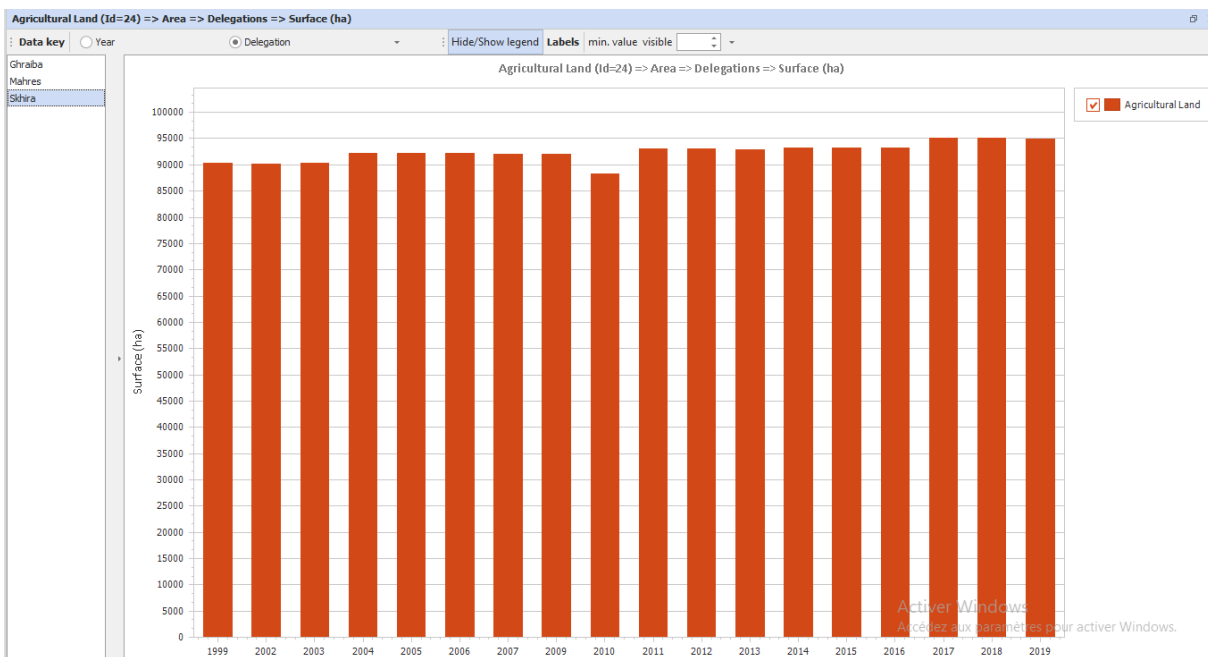 Agricultural Land (Id=24) => Area => Delegations => Surface (ha)
Data key Year Delegation Hide/Show legend Labels min. value visible
Ghraiba
Mahres
Skhira
Agricultural Land (Id=24) => Area => Delegations => Surface (ha)
Agricultural Land
100000
95000
90000
85000
80000
75000
70000
65000
60000
55000
50000
45000
40000
35000
30000
25000
20000
15000
10000
5000
0
Surface (ha)
1999 2002 2003 2004 2005 2006 2007 2009 2010 2011 2012 2013 2014 2015 2016 2017 2018 2019
Activer Windows
Accédez aux paramètres pour activer Windows.